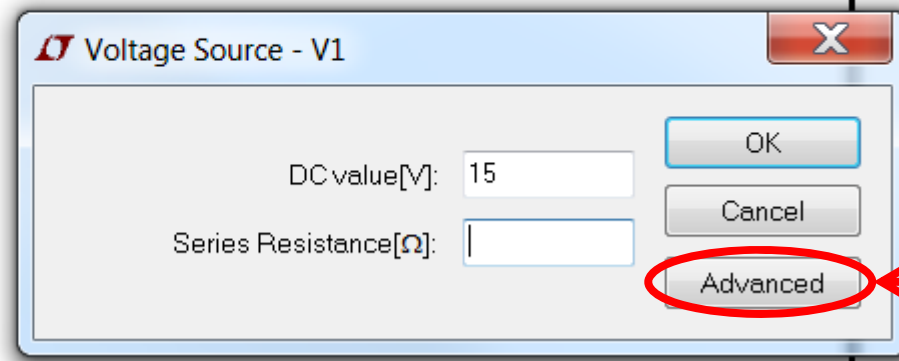 Voltage Source - V1
DC value[V]: 15
OK
Cancel
Series Resistance[Ω]:
Advanced